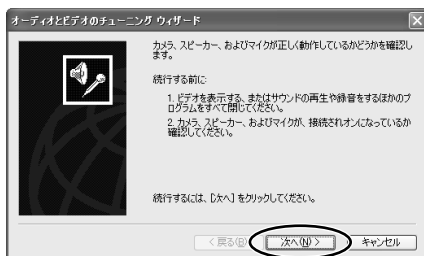 オーディオとビデオのチューニング ウィザード
カメラ、スピーカー、およびマイクが正しく動作しているかどうかを確認し
ます。
続行する前に:
1. ビデオを表示する、またはサウンドの再生や録音をするほかのプ
ログラムをすべて閉じてください。
2. カメラ、スピーカー、およびマイクが、接続されオンになっているか
確認してください。
続行するには、[次へ] をクリックしてください。
< 戻る(B)
次へ(N) >
キャンセル